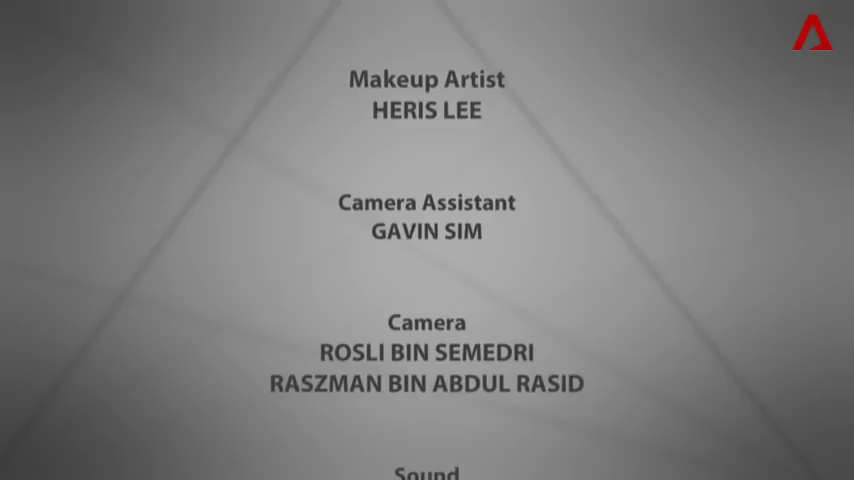 Makeup Artist
HERIS LEE
Camera Assistant
GAVIN SIM
Camera
ROSLI BIN SEMEDRI
RASZMAN BIN ABDUL RASID
Sound